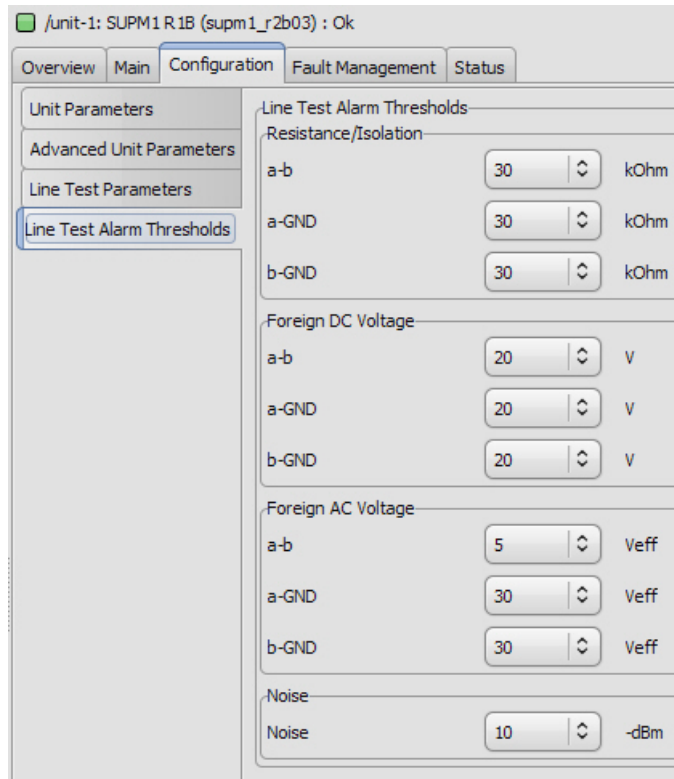 /unit-1: SUPM1 R1B (supm1_r2b03) : Ok
Overview Main Configuration Fault Management Status
Unit Parameters
Advanced Unit Parameters
Line Test Parameters
Line Test Alarm Thresholds
Line Test Alarm Thresholds
Resistance/Isolation
a-b 30 kOhm
a-GND 30 kOhm
b-GND 30 kOhm
Foreign DC Voltage
a-b 20 V
a-GND 20 V
b-GND 20 V
Foreign AC Voltage
a-b 5 Veff
a-GND 30 Veff
b-GND 30 Veff
Noise
Noise 10 -dBm